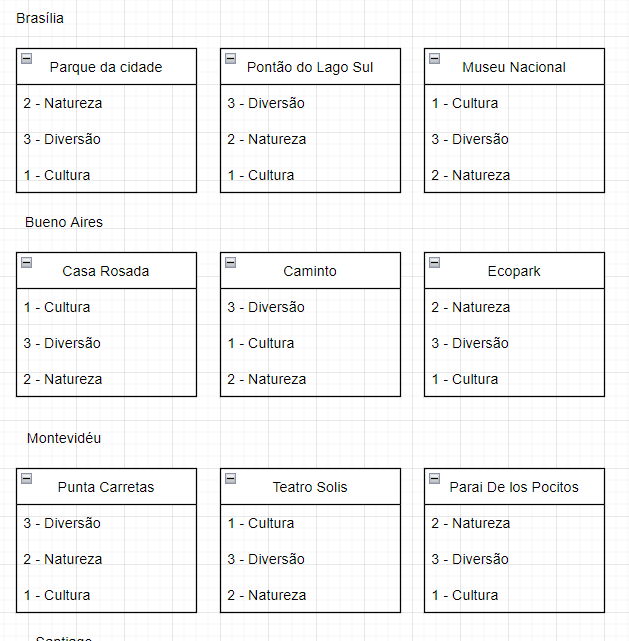 Brasília
Parque da cidade
2 - Natureza
3 - Diversão
1 - Cultura
Pontão do Lago Sul
3 - Diversão
2 - Natureza
1 - Cultura
Museu Nacional
1 - Cultura
3 - Diversão
2 - Natureza
Bueno Aires
Casa Rosada
1 - Cultura
3 - Diversão
2 - Natureza
Caminto
3 - Diversão
1 - Cultura
2 - Natureza
Ecopark
2 - Natureza
3 - Diversão
1 - Cultura
Montevidéu
Punta Carretas
3 - Diversão
2 - Natureza
1 - Cultura
Teatro Solis
1 - Cultura
3 - Diversão
2 - Natureza
Parai De los Pocitos
2 - Natureza
3 - Diversão
1 - Cultura
Santiago